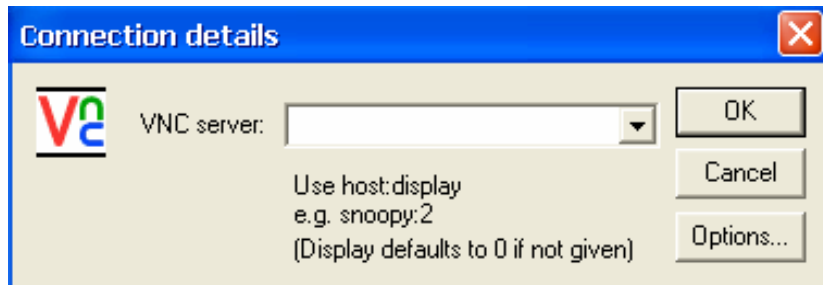 Connection details
VNC
VNC server:
OK
Use host:display
Cancel
e.g. snoopy:2
(Display defaults to 0 if not given)
Options...